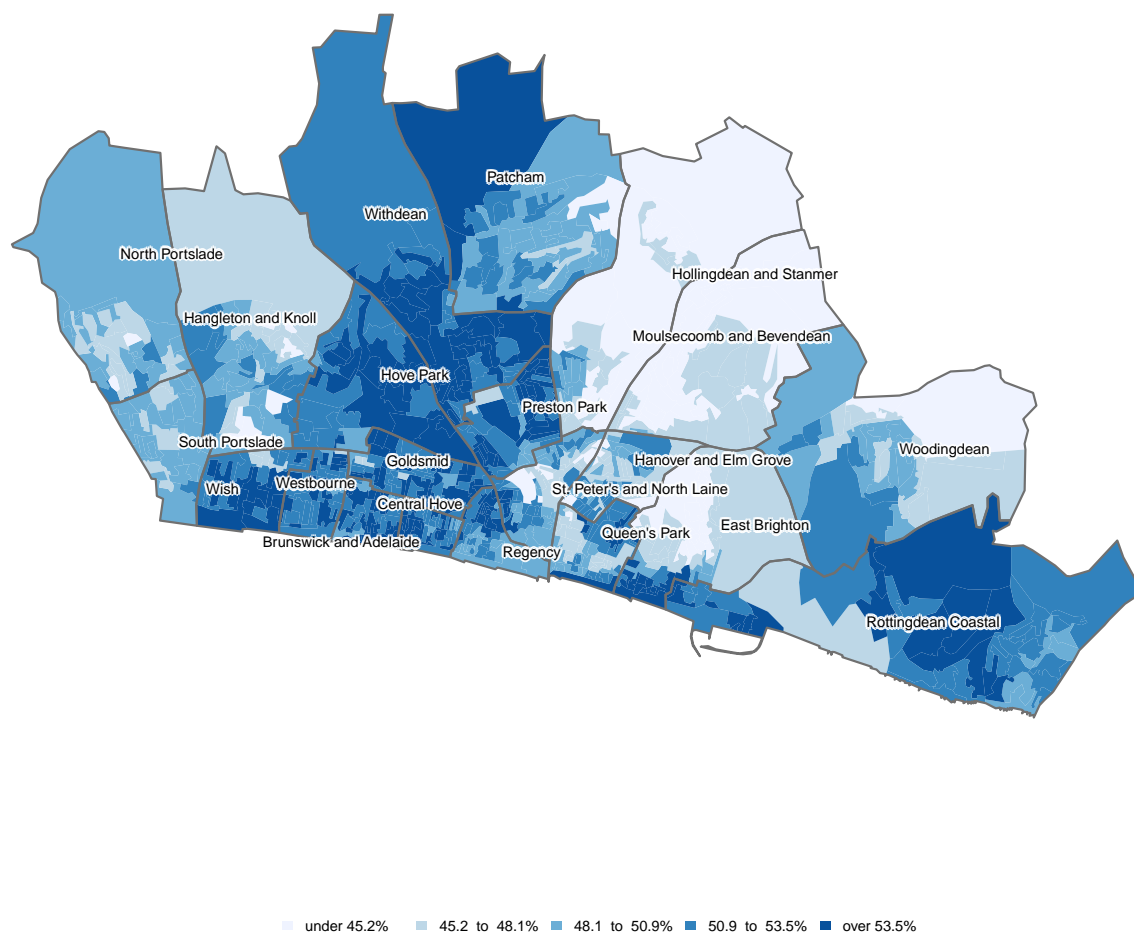 Patcham
Withdean
North Portslade
Hollingdean and Stanmer
Hangleton and Knoll
Moulsecoomb and Bevendean
Hove Park
Preston Park
South Portslade
Woodingdean
Goldsmid
Hanover and Elm Grove
Wish
Westbourne
St. Peter's and North Laine
Central Hove
East Brighton
Queen's Park
Brunswick and Adelaide
Regency
Rottingdean Coastal
under 45.2% 45.2 to 48.1% 48.1 to 50.9% 50.9 to 53.5% over 53.5%